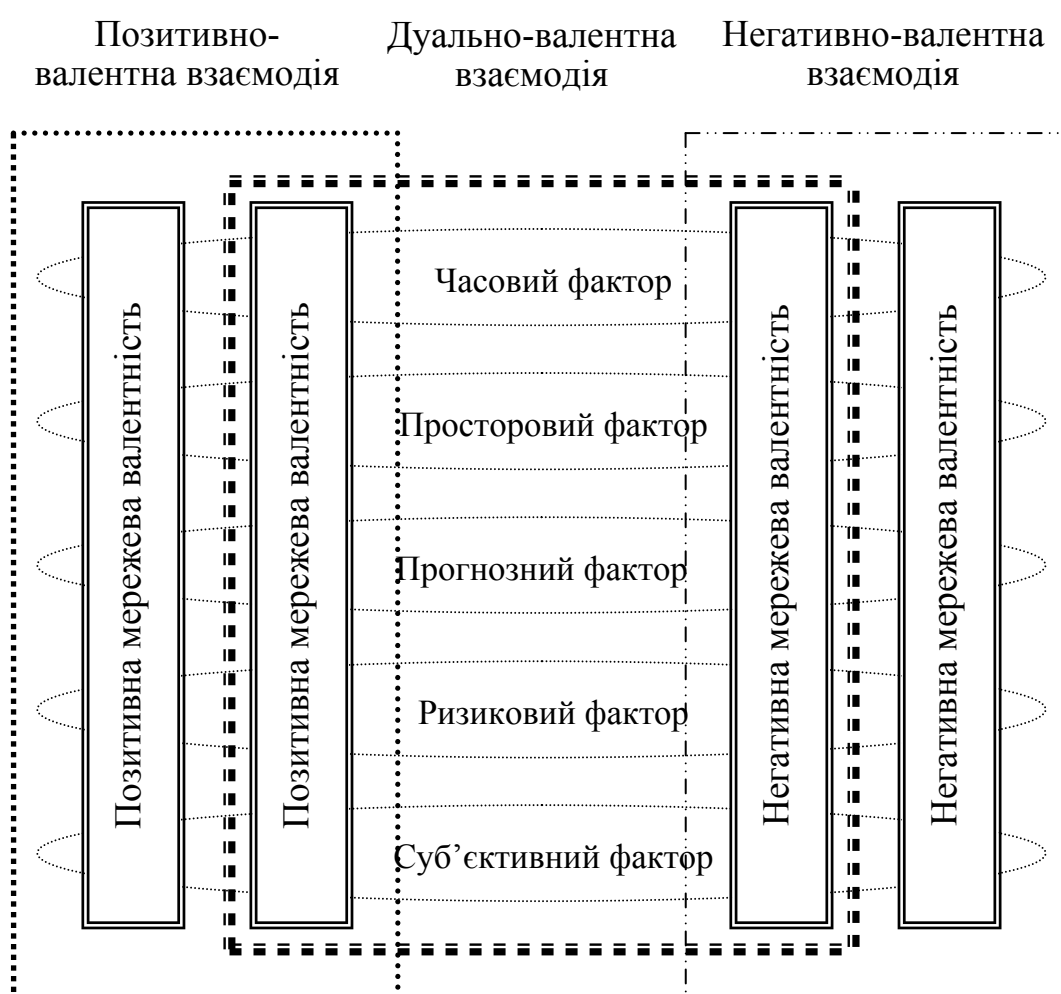 Позитивно-
валентна взаємодія
Дуально-валентна
взаємодія
Негативно-валентна
взаємодія
Позитивна мережева валентність
Позитивна мережева валентність
Часовий фактор
Просторовий фактор
Прогнозний фактор
Ризиковий фактор
Суб’єктивний фактор
Негативна мережева валентність
Негативна мережева валентність